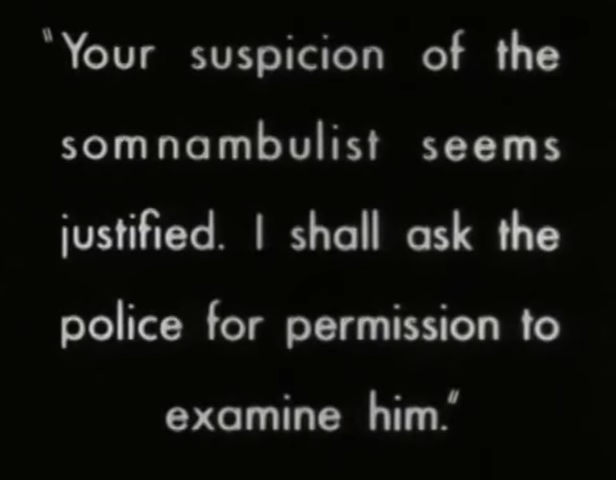 "Your suspicion of the
somnambulist seems
justified. I shall ask the
police for permission to
examine him."